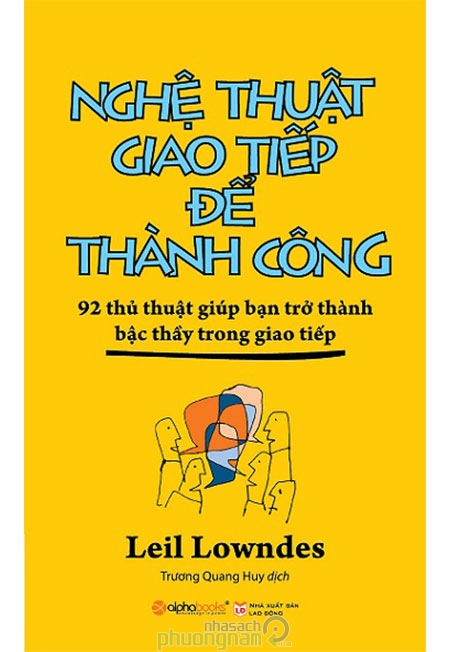 NGHỆ THUẬT
GIAO TIẾP
ĐỂ
THÀNH CÔNG
92 thủ thuật giúp bạn trở thành
bậc thầy trong giao tiếp
Leil Lowndes
Trương Quang Huy dịch
alphabooks
NHÀ XUẤT BẢN
LAO ĐỘNG
nhasach
phuongnam